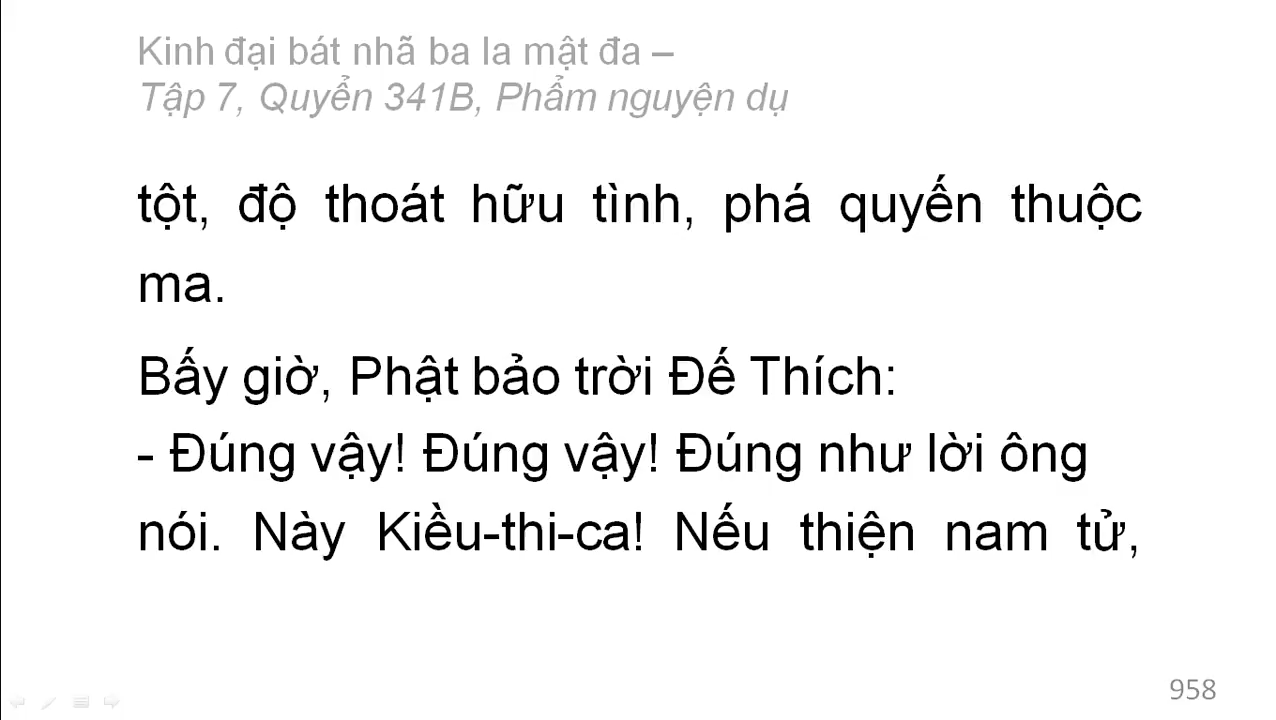 Kinh đại bát nhã ba la mật đa –
Tập 7, Quyển 341B, Phẩm nguyện dụ
tột, độ thoát hữu tình, phá quyến thuộc
ma.
Bấy giờ, Phật bảo trời Đế Thích:
- Đúng vậy! Đúng vậy! Đúng như lời ông
nói. Này Kiều-thi-ca! Nếu thiện nam tử,
958